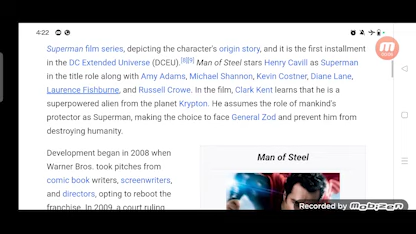 4:22
Superman film series, depicting the character's origin story, and it is the first installment
in the DC Extended Universe (DCEU).[8][9] Man of Steel stars Henry Cavill as Superman
in the title role along with Amy Adams, Michael Shannon, Kevin Costner, Diane Lane,
Laurence Fishburne, and Russell Crowe. In the film, Clark Kent learns that he is a
superpowered alien from the planet Krypton. He assumes the role of mankind's
protector as Superman, making the choice to face General Zod and prevent him from
destroying humanity.
Development began in 2008 when
Warner Bros. took pitches from
comic book writers, screenwriters,
and directors, opting to reboot the
franchise. In 2009, a court ruling
Man of Steel
Recorded by MOBIZEN